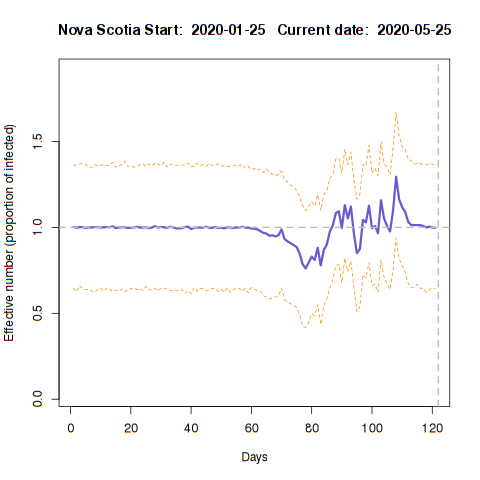 Nova Scotia Start:  2020-01-25   Current date:  2020-05-25
Effective number (proportion of infected)
1.5
1.0
0.5
0.0
0 20 40 60 80 100 120
Days